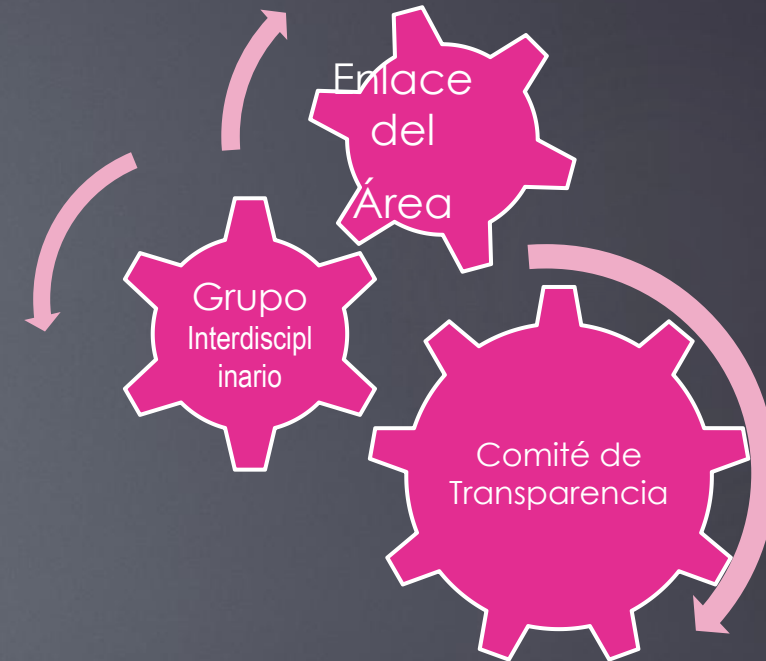 Enlace
del
Área
Grupo
Interdiscipl
inario
Comité de
Transparencia